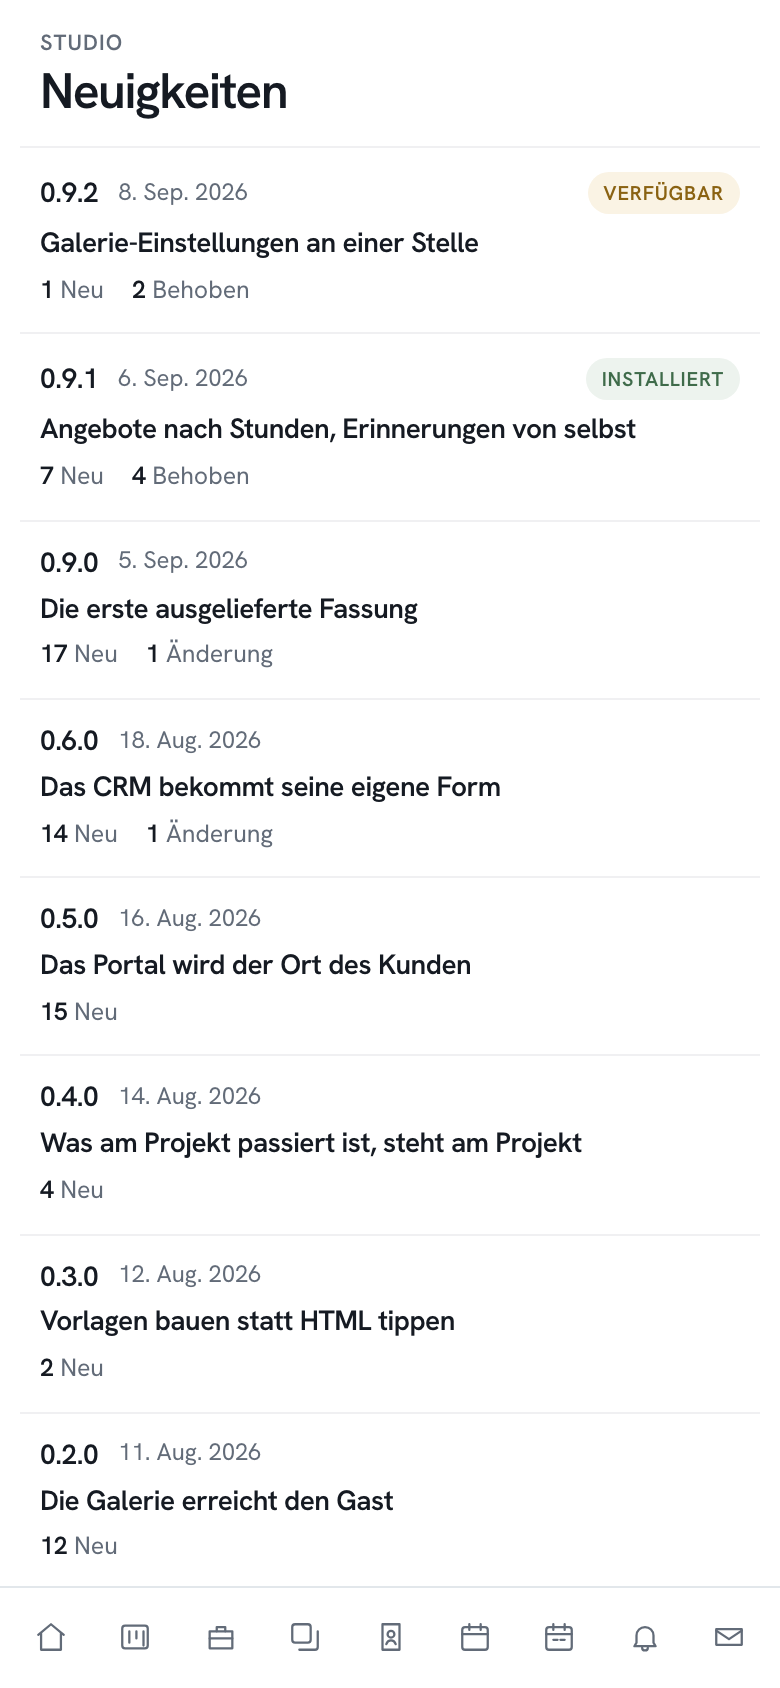 STUDIO
Neuigkeiten
0.9.2 8. Sep. 2026 VERFÜGBAR
Galerie-Einstellungen an einer Stelle
1 Neu 2 Behoben
0.9.1 6. Sep. 2026 INSTALLIERT
Angebote nach Stunden, Erinnerungen von selbst
7 Neu 4 Behoben
0.9.0 5. Sep. 2026
Die erste ausgelieferte Fassung
17 Neu 1 Änderung
0.6.0 18. Aug. 2026
Das CRM bekommt seine eigene Form
14 Neu 1 Änderung
0.5.0 16. Aug. 2026
Das Portal wird der Ort des Kunden
15 Neu
0.4.0 14. Aug. 2026
Was am Projekt passiert ist, steht am Projekt
4 Neu
0.3.0 12. Aug. 2026
Vorlagen bauen statt HTML tippen
2 Neu
0.2.0 11. Aug. 2026
Die Galerie erreicht den Gast
12 Neu